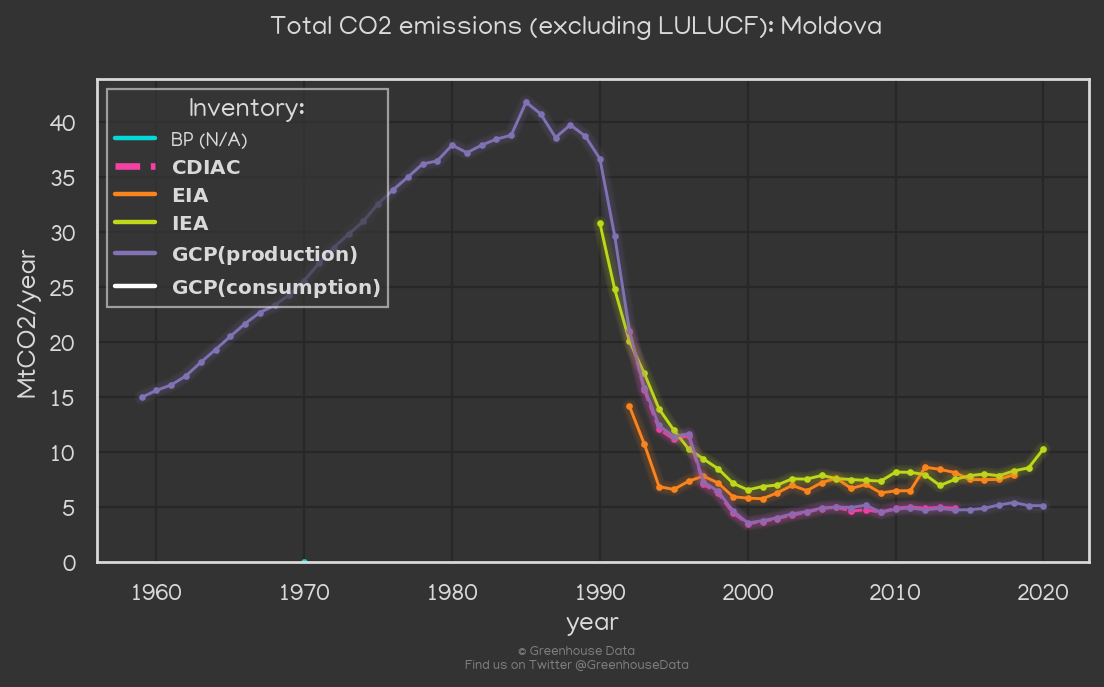 Total CO2 emissions (excluding LULUCF): Moldova
Inventory:
BP (N/A)
CDIAC
EIA
IEA
GCP(production)
GCP(consumption)
MtCO2/year
40
35
30
25
20
15
10
5
0
1960 1970 1980 1990 2000 2010 2020
year
© Greenhouse Data
Find us on Twitter @GreenhouseData